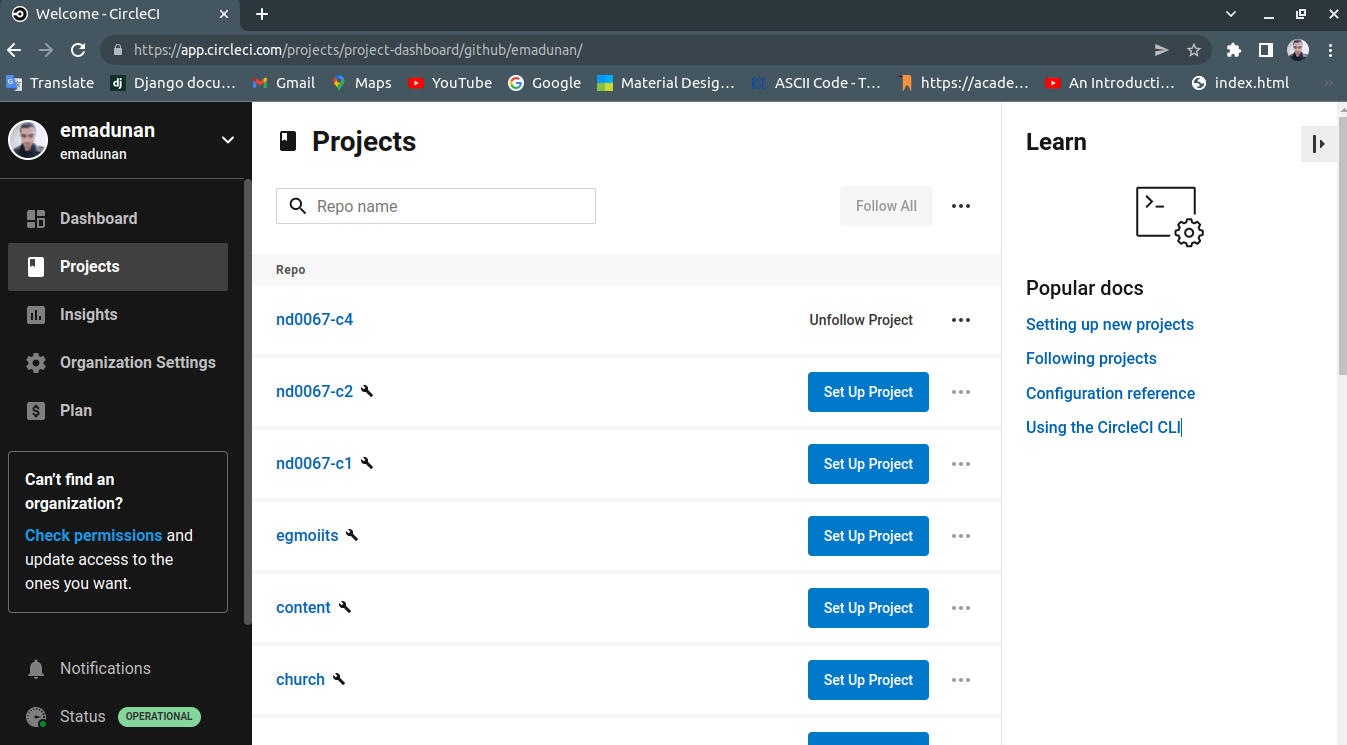 Welcome - CircleCI
https://app.circleci.com/projects/project-dashboard/github/emadunan/
Translate
Django docu...
Gmail
Maps
YouTube
Google
Material Desig...
ASCII Code - T...
https://acade...
An Introducti...
index.html
emadunan
emadunan
Dashboard
Projects
Insights
Organization Settings
Plan
Can't find an
organization?
Check permissions and
update access to the
ones you want.
Notifications
Status OPERATIONAL
Projects
Repo name
Follow All
Repo
nd0067-c4
Unfollow Project
nd0067-c2
Set Up Project
nd0067-c1
Set Up Project
egmoiits
Set Up Project
content
Set Up Project
church
Set Up Project
Learn
Popular docs
Setting up new projects
Following projects
Configuration reference
Using the CircleCI CLI